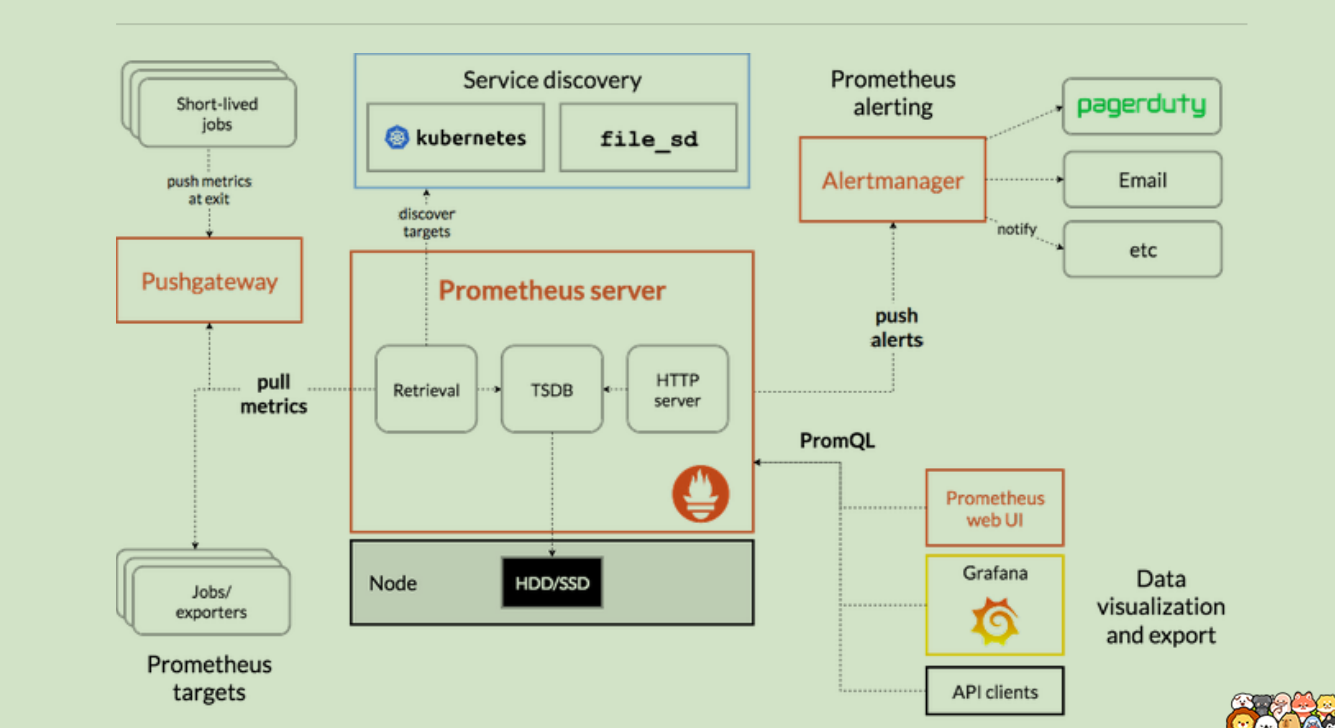 Short-lived
jobs
push metrics
at exit
Pushgateway
pull
metrics
Jobs/
exporters
Prometheus
targets
Service discovery
kubernetes
file_sd
discover
targets
Prometheus server
Retrieval
TSDB
HTTP
server
Node
HDD/SSD
Prometheus
alerting
Alertmanager
pagerduty
Email
etc
notify
push
alerts
PromQL
Prometheus
web UI
Grafana
API clients
Data
visualization
and export